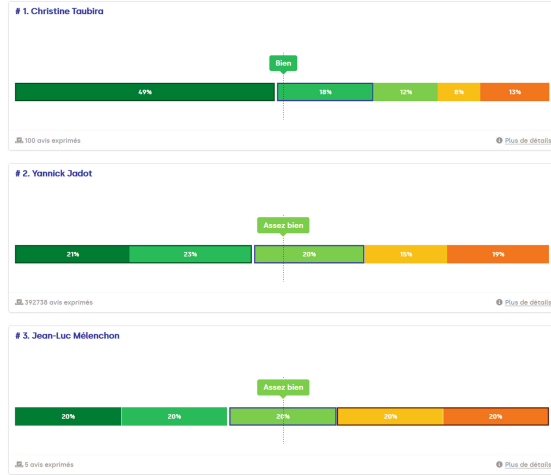 # 1. Christine Taubira
Bien
49% 18% 12% 8% 13%
100 avis exprimés Plus de détails
# 2. Yannick Jadot
Assez bien
21% 23% 20% 15% 19%
392738 avis exprimés Plus de détails
# 3. Jean-Luc Mélenchon
Assez bien
20% 20% 20% 20% 20%
5 avis exprimés Plus de détails